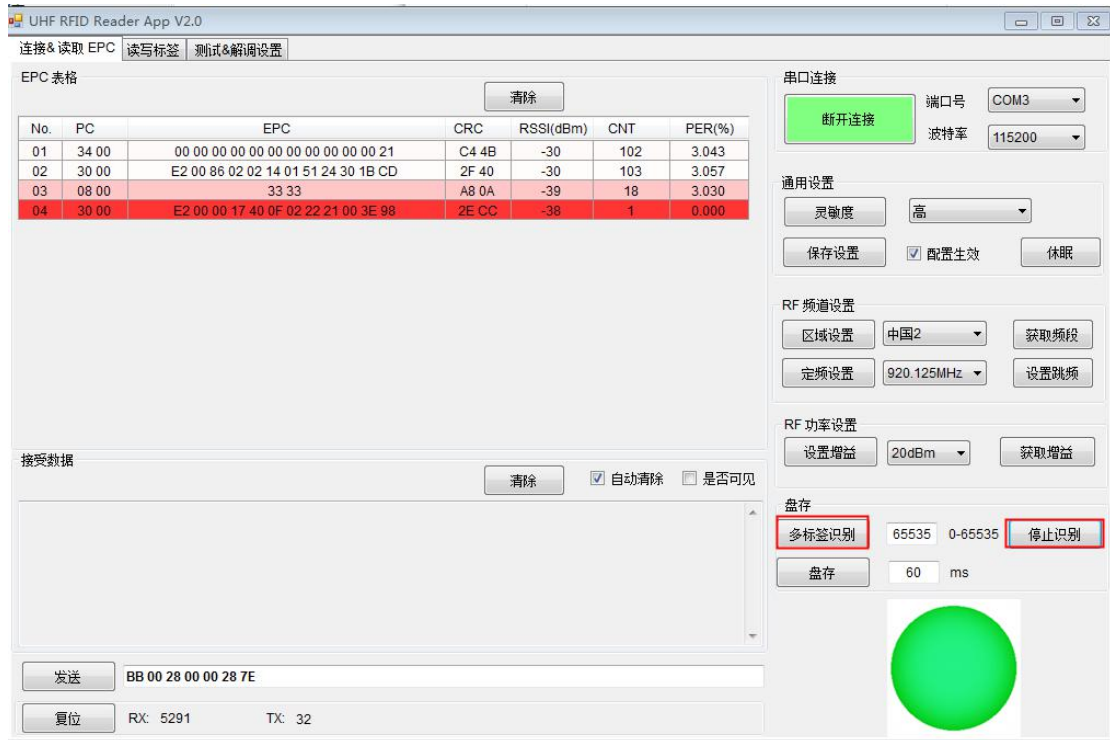 UHF RFID Reader App V2.0
连接&读取 EPC 读写标签 测试&解调设置
EPC 表格
清除
No. PC EPC CRC RSSI(dBm) CNT PER(%)
01 34 00 00 00 00 00 00 00 00 00 00 00 00 21 C4 4B -30 102 3.043
02 30 00 E2 00 86 02 02 14 01 51 24 30 1B CD 2F 40 -30 103 3.057
03 08 00 33 33 A8 0A -39 18 3.030
04 30 00 E2 00 00 17 40 0F 02 22 21 00 3E 98 2E CC -38 1 0.000
接受数据
清除 自动清除 是否可见
发送 BB 00 28 00 00 28 7E
复位 RX: 5291 TX: 32
串口连接
断开连接 端口号 COM3
波特率 115200
通用设置
灵敏度 高
保存设置 配置生效 休眠
RF 频道设置
区域设置 中国2 获取频段
定频设置 920.125MHz 设置跳频
RF 功率设置
设置增益 20dBm 获取增益
盘存
多标签识别 65535 0-65535 停止识别
盘存 60 ms